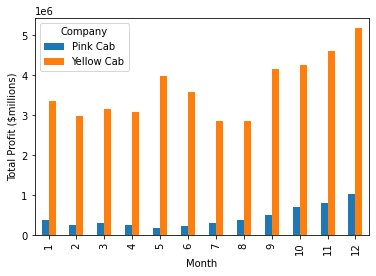 1e6
Company
Pink Cab
Yellow Cab
Total Profit ($millions)
5
4
3
2
1
0
1 2 3 4 5 6 7 8 9 10 11 12
Month